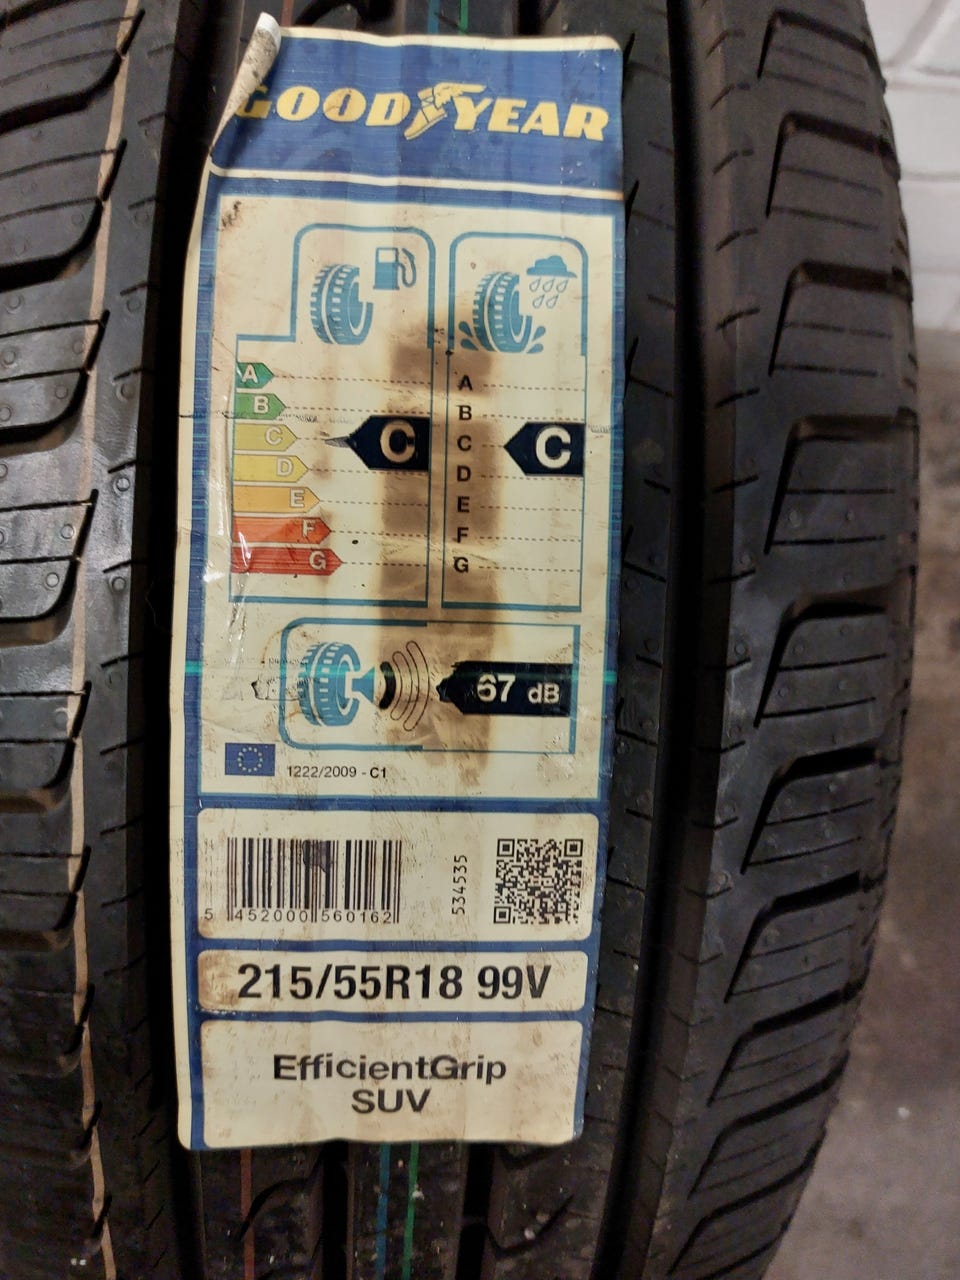 GOODYEAR
A
B
C
D
E
F
G
C
A
B
C
D
E
F
G
C
67 dB
1222/2009 - C1
5 452000 560162
534535
215/55R18 99V
EfficientGrip
SUV